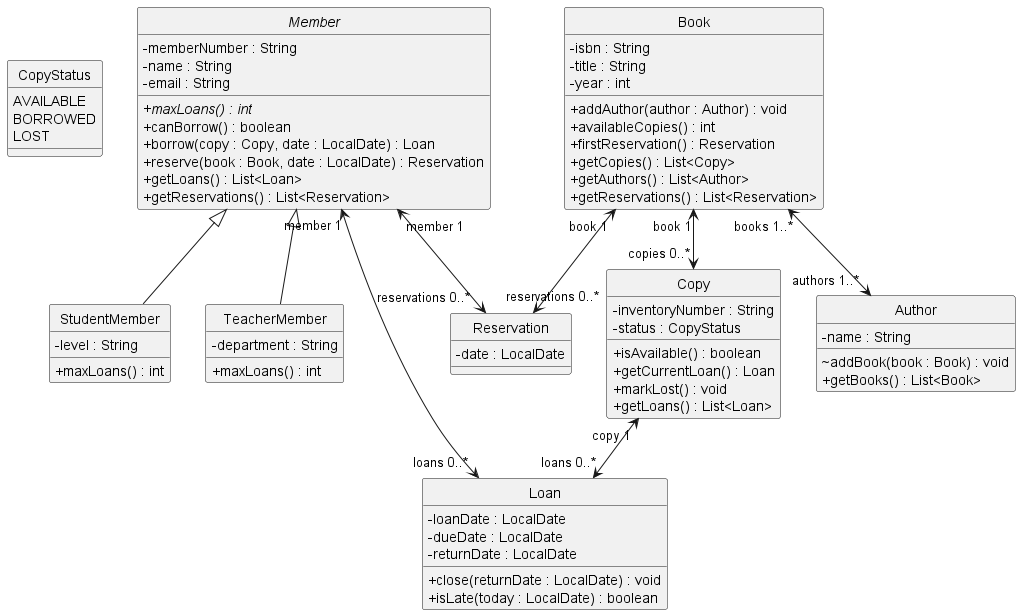 Member
-memberNumber : String
-name : String
-email : String
+maxLoans() : int
+canBorrow() : boolean
+borrow(copy : Copy, date : LocalDate) : Loan
+reserve(book : Book, date : LocalDate) : Reservation
+getLoans() : List<Loan>
+getReservations() : List<Reservation>
Book
-isbn : String
-title : String
-year : int
+addAuthor(author : Author) : void
+availableCopies() : int
+firstReservation() : Reservation
+getCopies() : List<Copy>
+getAuthors() : List<Author>
+getReservations() : List<Reservation>
CopyStatus
AVAILABLE
BORROWED
LOST
member 1
member 1
book 1
book 1
books 1..*
copies 0..*
authors 1..*
reservations 0..*
reservations 0..*
StudentMember
-level : String
+maxLoans() : int
TeacherMember
-department : String
+maxLoans() : int
Reservation
-date : LocalDate
Copy
-inventoryNumber : String
-status : CopyStatus
+isAvailable() : boolean
+getCurrentLoan() : Loan
+markLost() : void
+getLoans() : List<Loan>
Author
-name : String
~addBook(book : Book) : void
+getBooks() : List<Book>
copy 1
loans 0..*
loans 0..*
Loan
-loanDate : LocalDate
-dueDate : LocalDate
-returnDate : LocalDate
+close(returnDate : LocalDate) : void
+isLate(today : LocalDate) : boolean